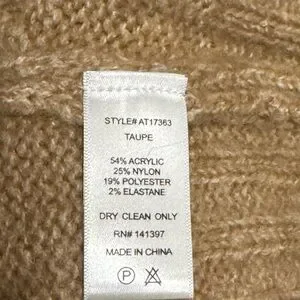 STYLE# AT17363
TAUPE
54% ACRYLIC
25% NYLON
19% POLYESTER
2% ELASTANE
DRY CLEAN ONLY
RN# 141397
MADE IN CHINA
P